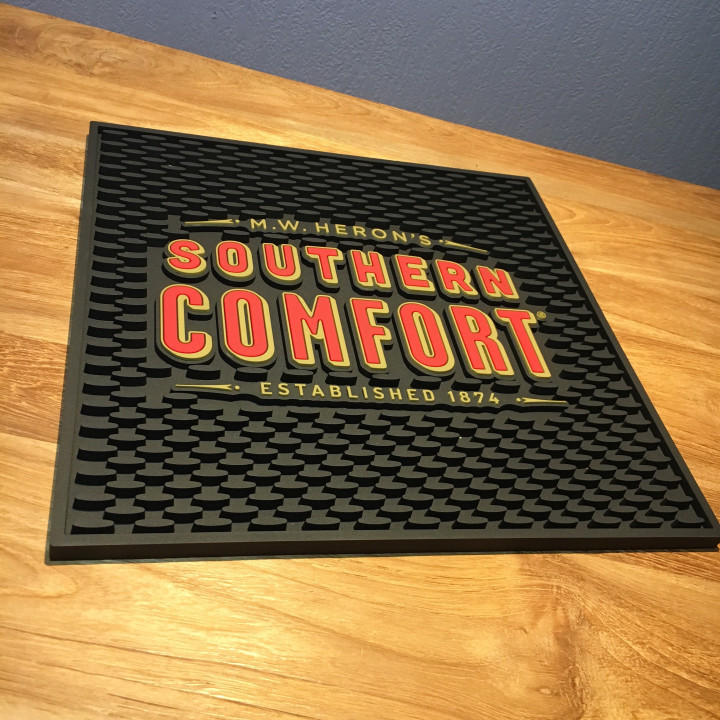 M.W. HERON'S
SOUTHERN
COMFORT®
ESTABLISHED 1874